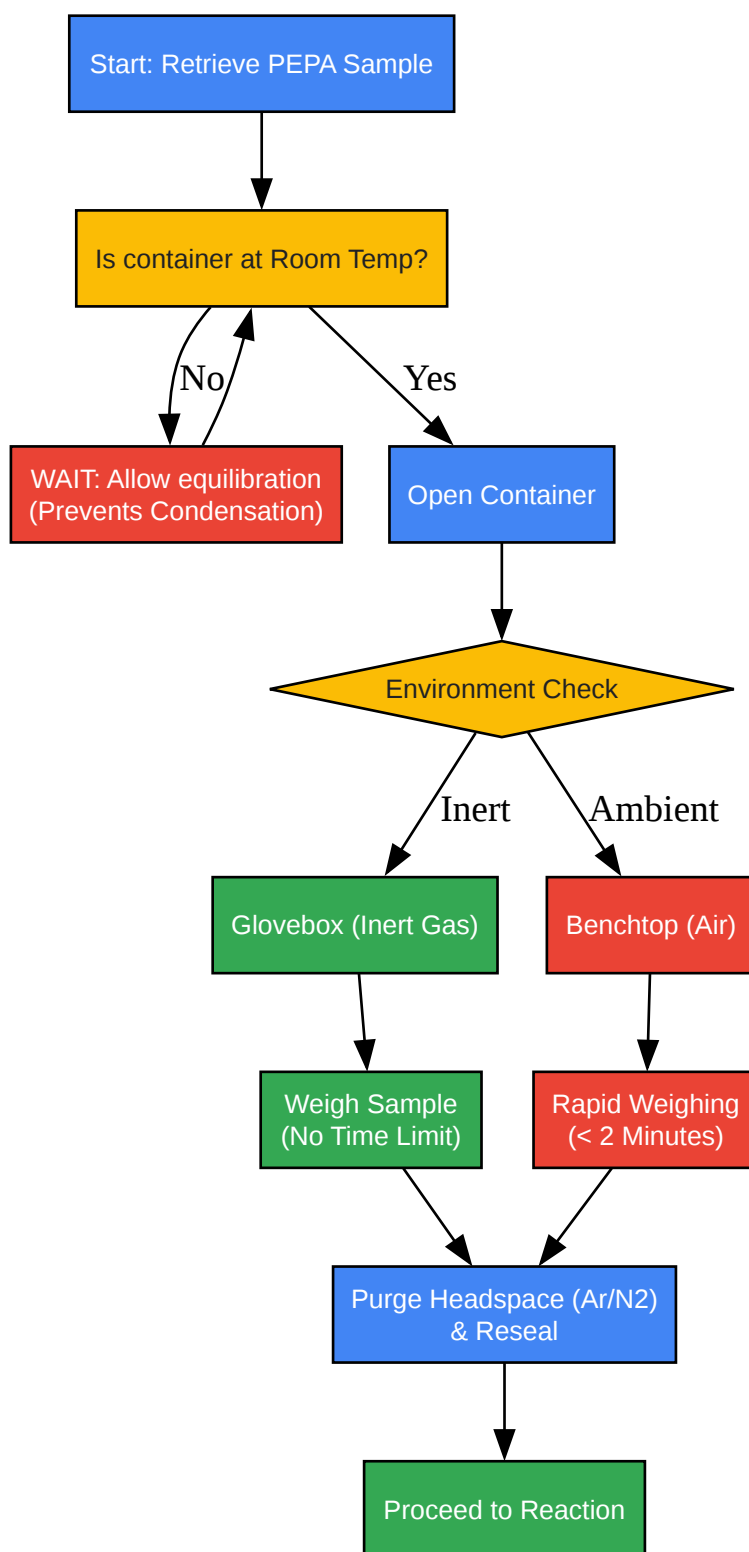 Start: Retrieve PEPA Sample
Is container at Room Temp?
No
Yes
WAIT: Allow equilibration
(Prevents Condensation)
Open Container
Environment Check
Inert
Ambient
Glovebox (Inert Gas)
Benchtop (Air)
Weigh Sample
(No Time Limit)
Rapid Weighing
(< 2 Minutes)
Purge Headspace (Ar/N2)
& Reseal
Proceed to Reaction